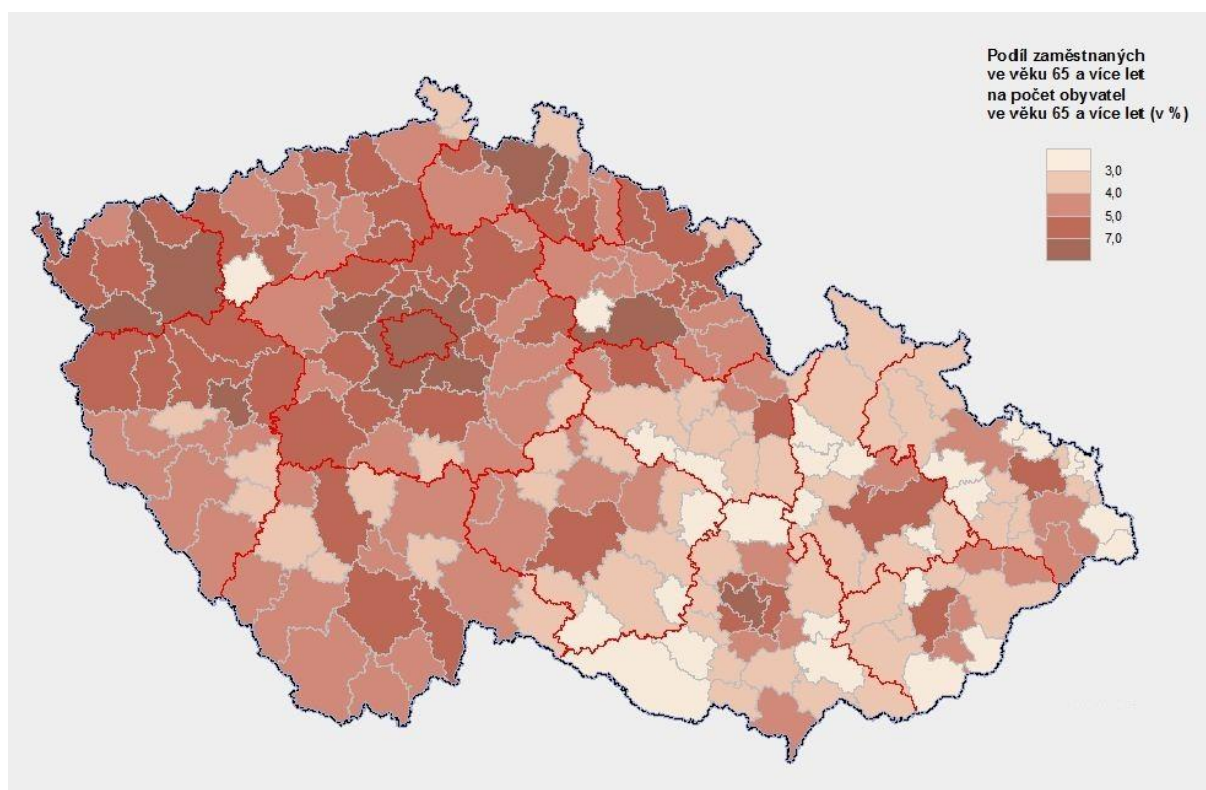 Podíl zaměstnaných
ve věku 65 a více let
na počet obyvatel
ve věku 65 a více let (v %)
3,0
4,0
5,0
7,0